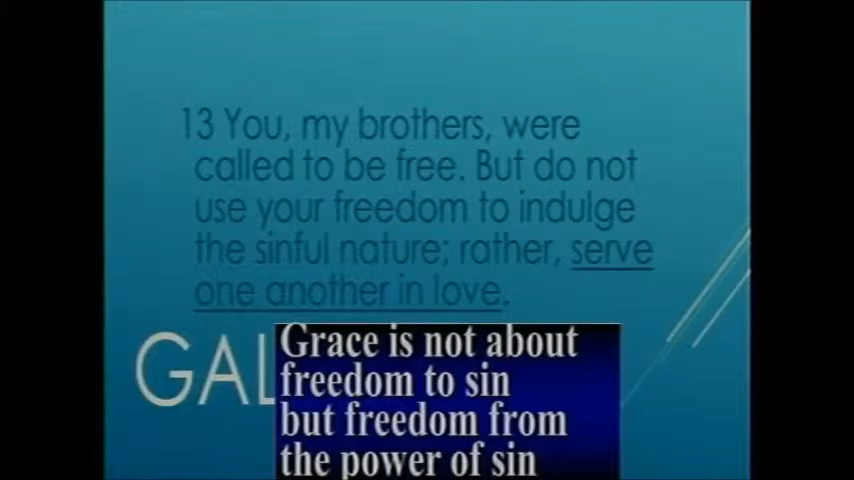 13 You, my brothers, were
called to be free. But do not
use your freedom to indulge
the sinful nature; rather, serve
one another in love.
GAL
Grace is not about
freedom to sin
but freedom from
the power of sin